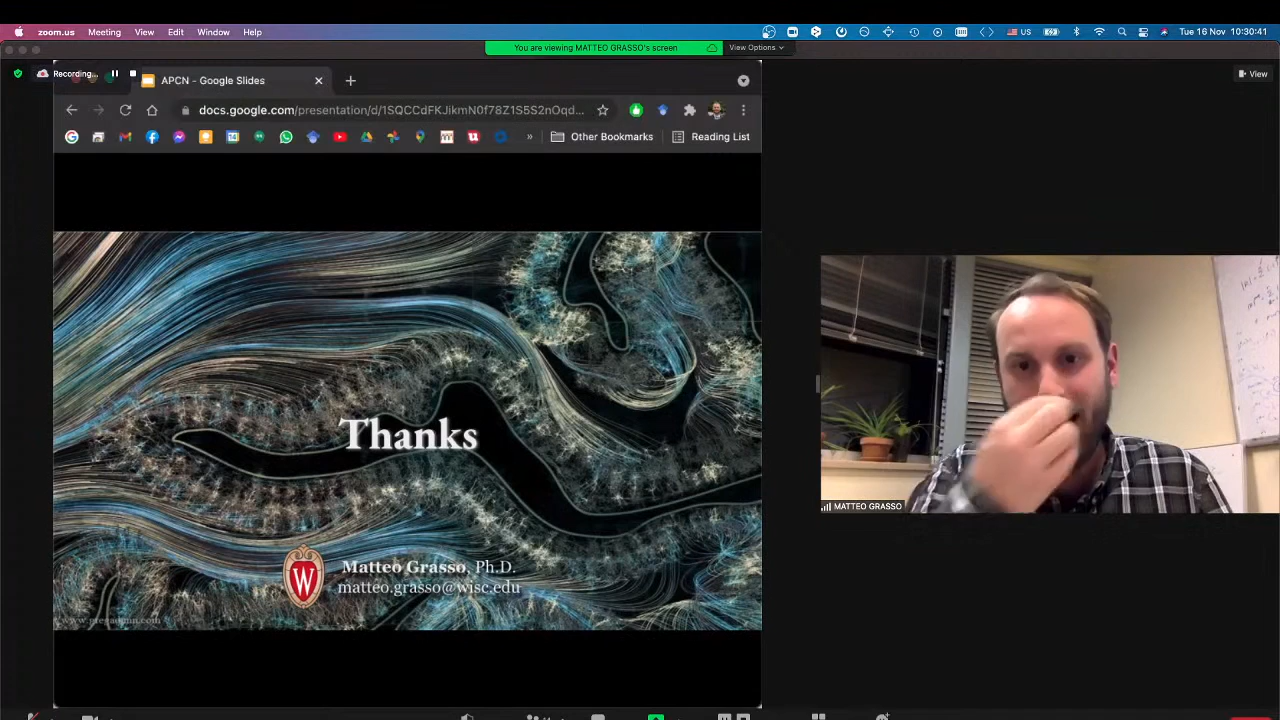 zoom.us Meeting View Edit Window Help US Tue 16 Nov 10:30:41
You are viewing MATTEO GRASSO's screen View Options
Recording... APCN - Google Slides View
docs.google.com/presentation/d/1SQCCdFKJikmN0f78Z1S5S2nOqd...
Other Bookmarks Reading List
Thanks
MATTEO GRASSO
W Matteo Grasso, Ph.D.
matteo.grasso@wisc.edu